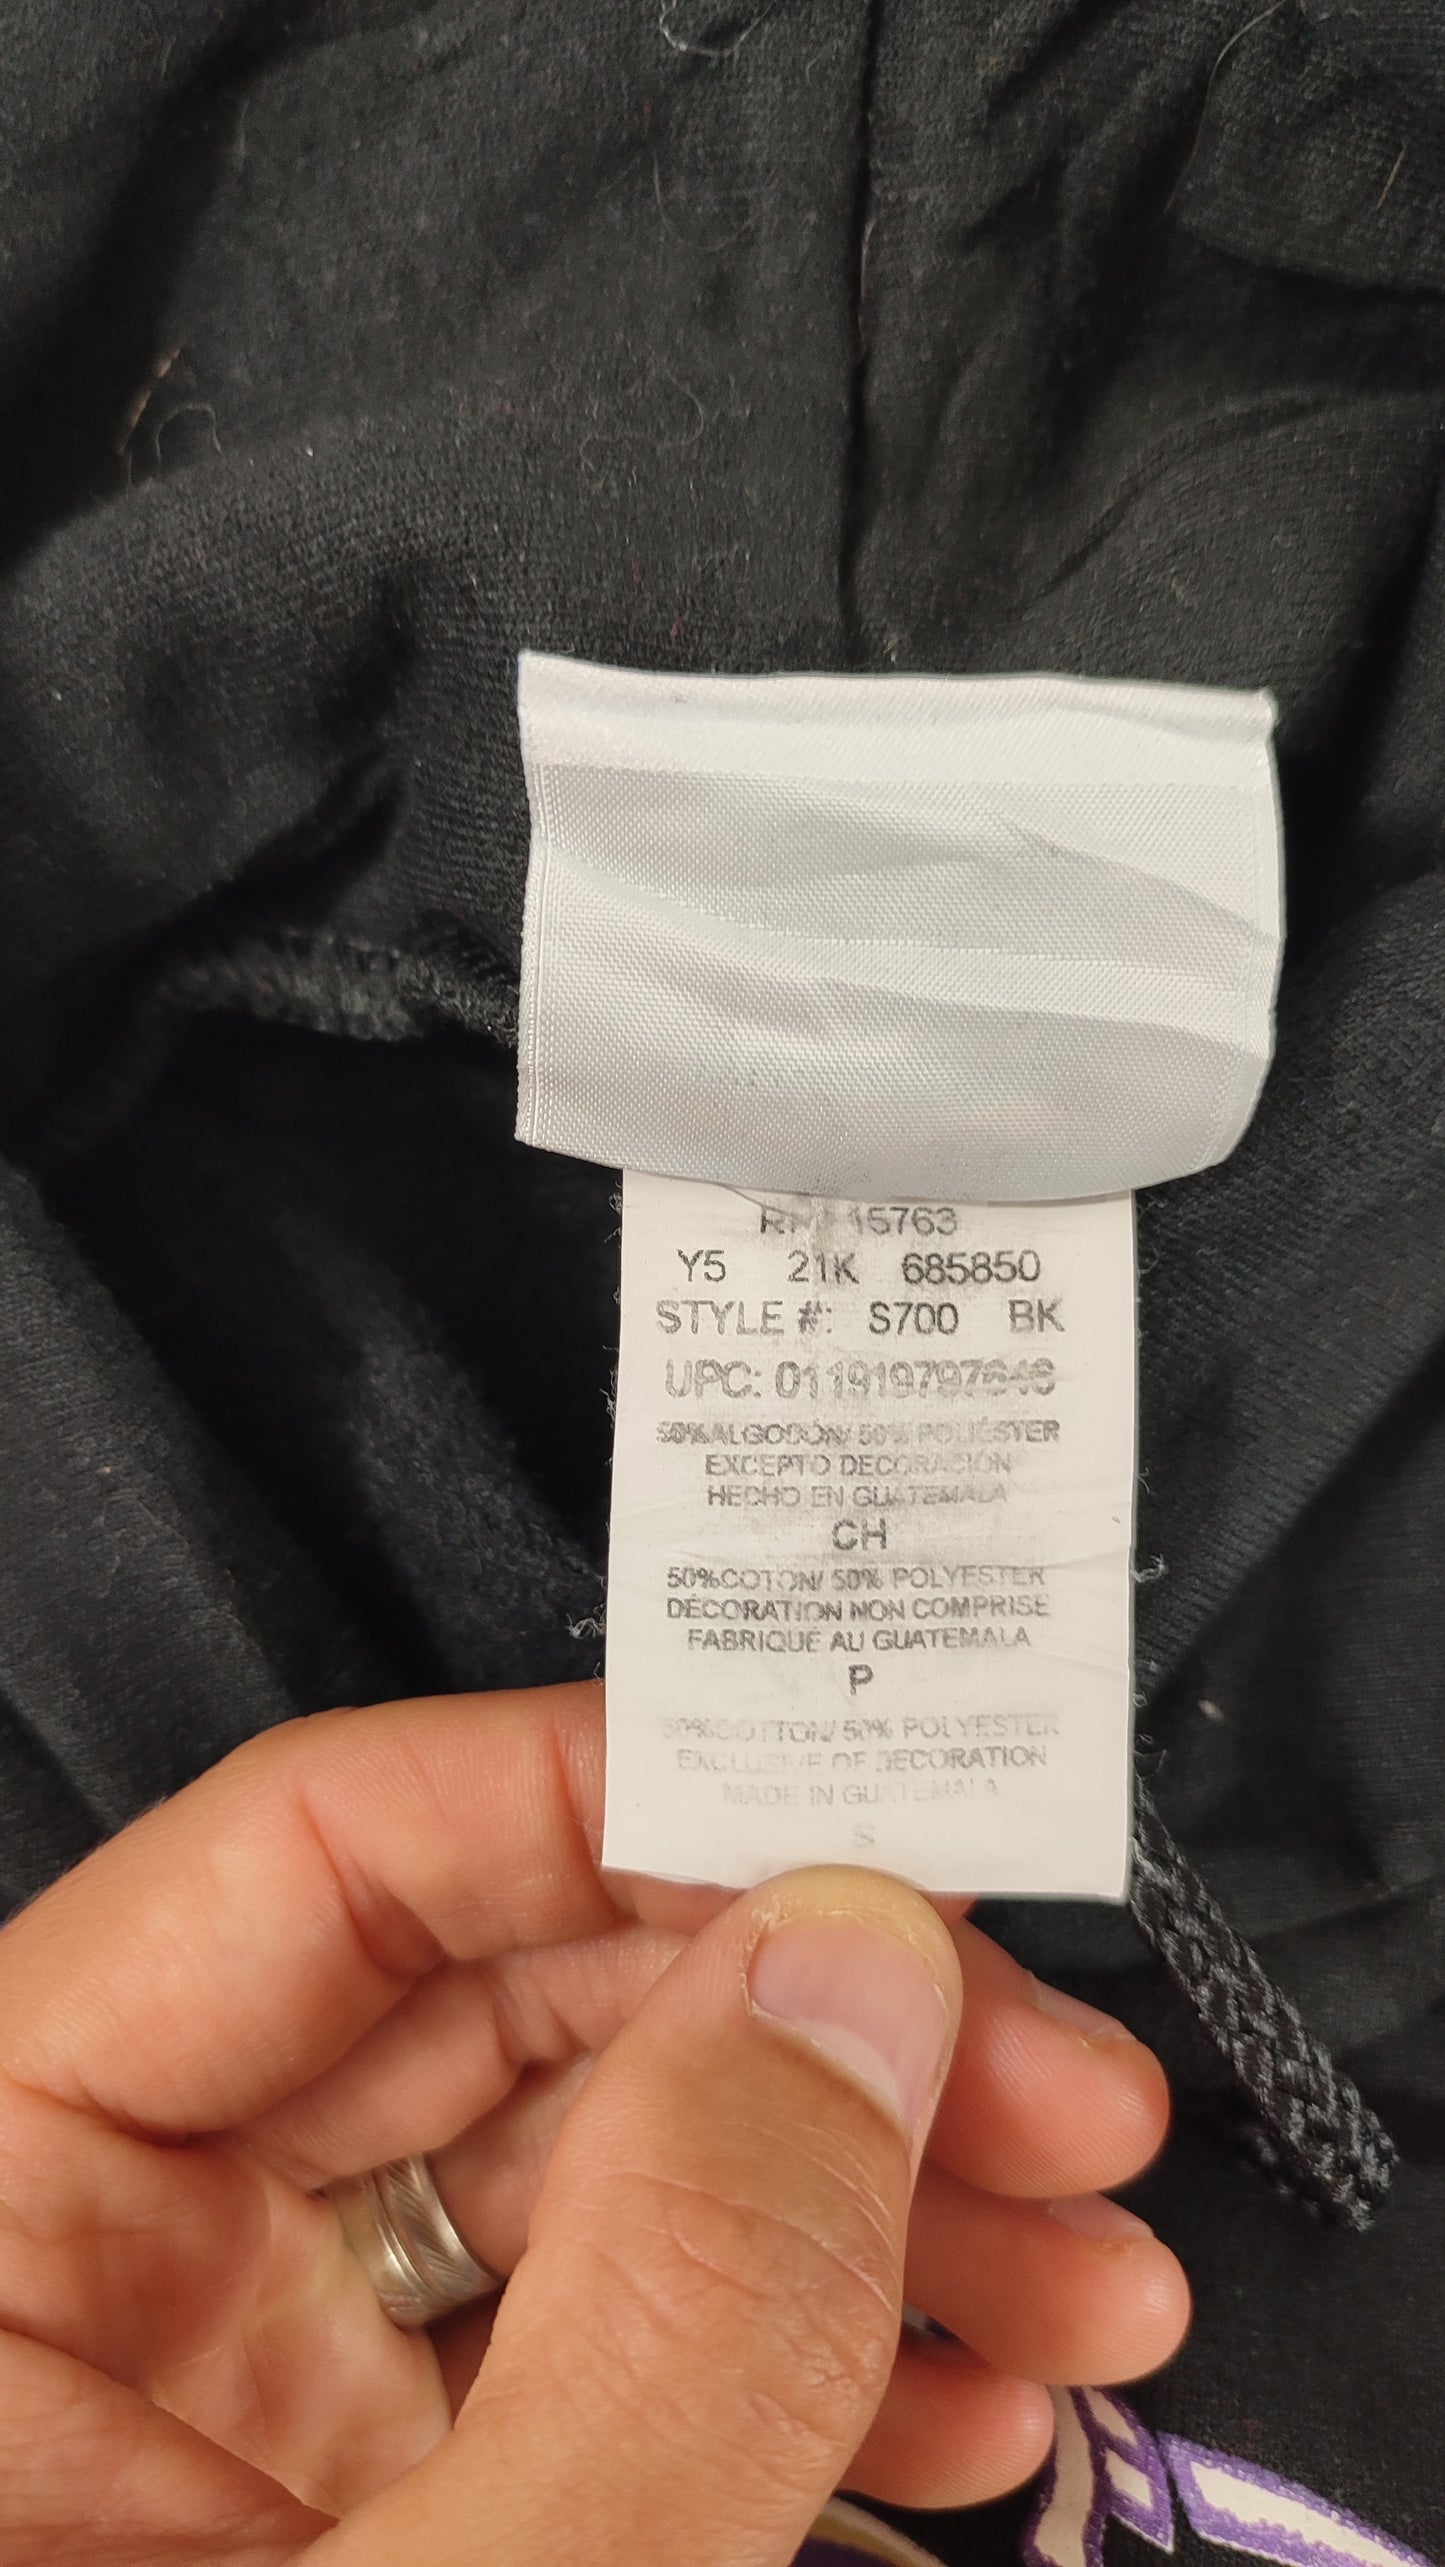 15763
Y5 21K 685850
STYLE #: S700 BK
UPC:
50%ALGODÓN/ 50% POLIÉSTER
EXCEPTO DECORACIÓN
HECHO EN GUATEMALA
CH
50%COTON/ 50% POLYESTER
DÉCORATION NON COMPRISE
FABRIQUÉ AU GUATEMALA
P
50%COTTON/ 50% POLYESTER
EXCLUSIVE OF DECORATION
MADE IN GUATEMALA
S